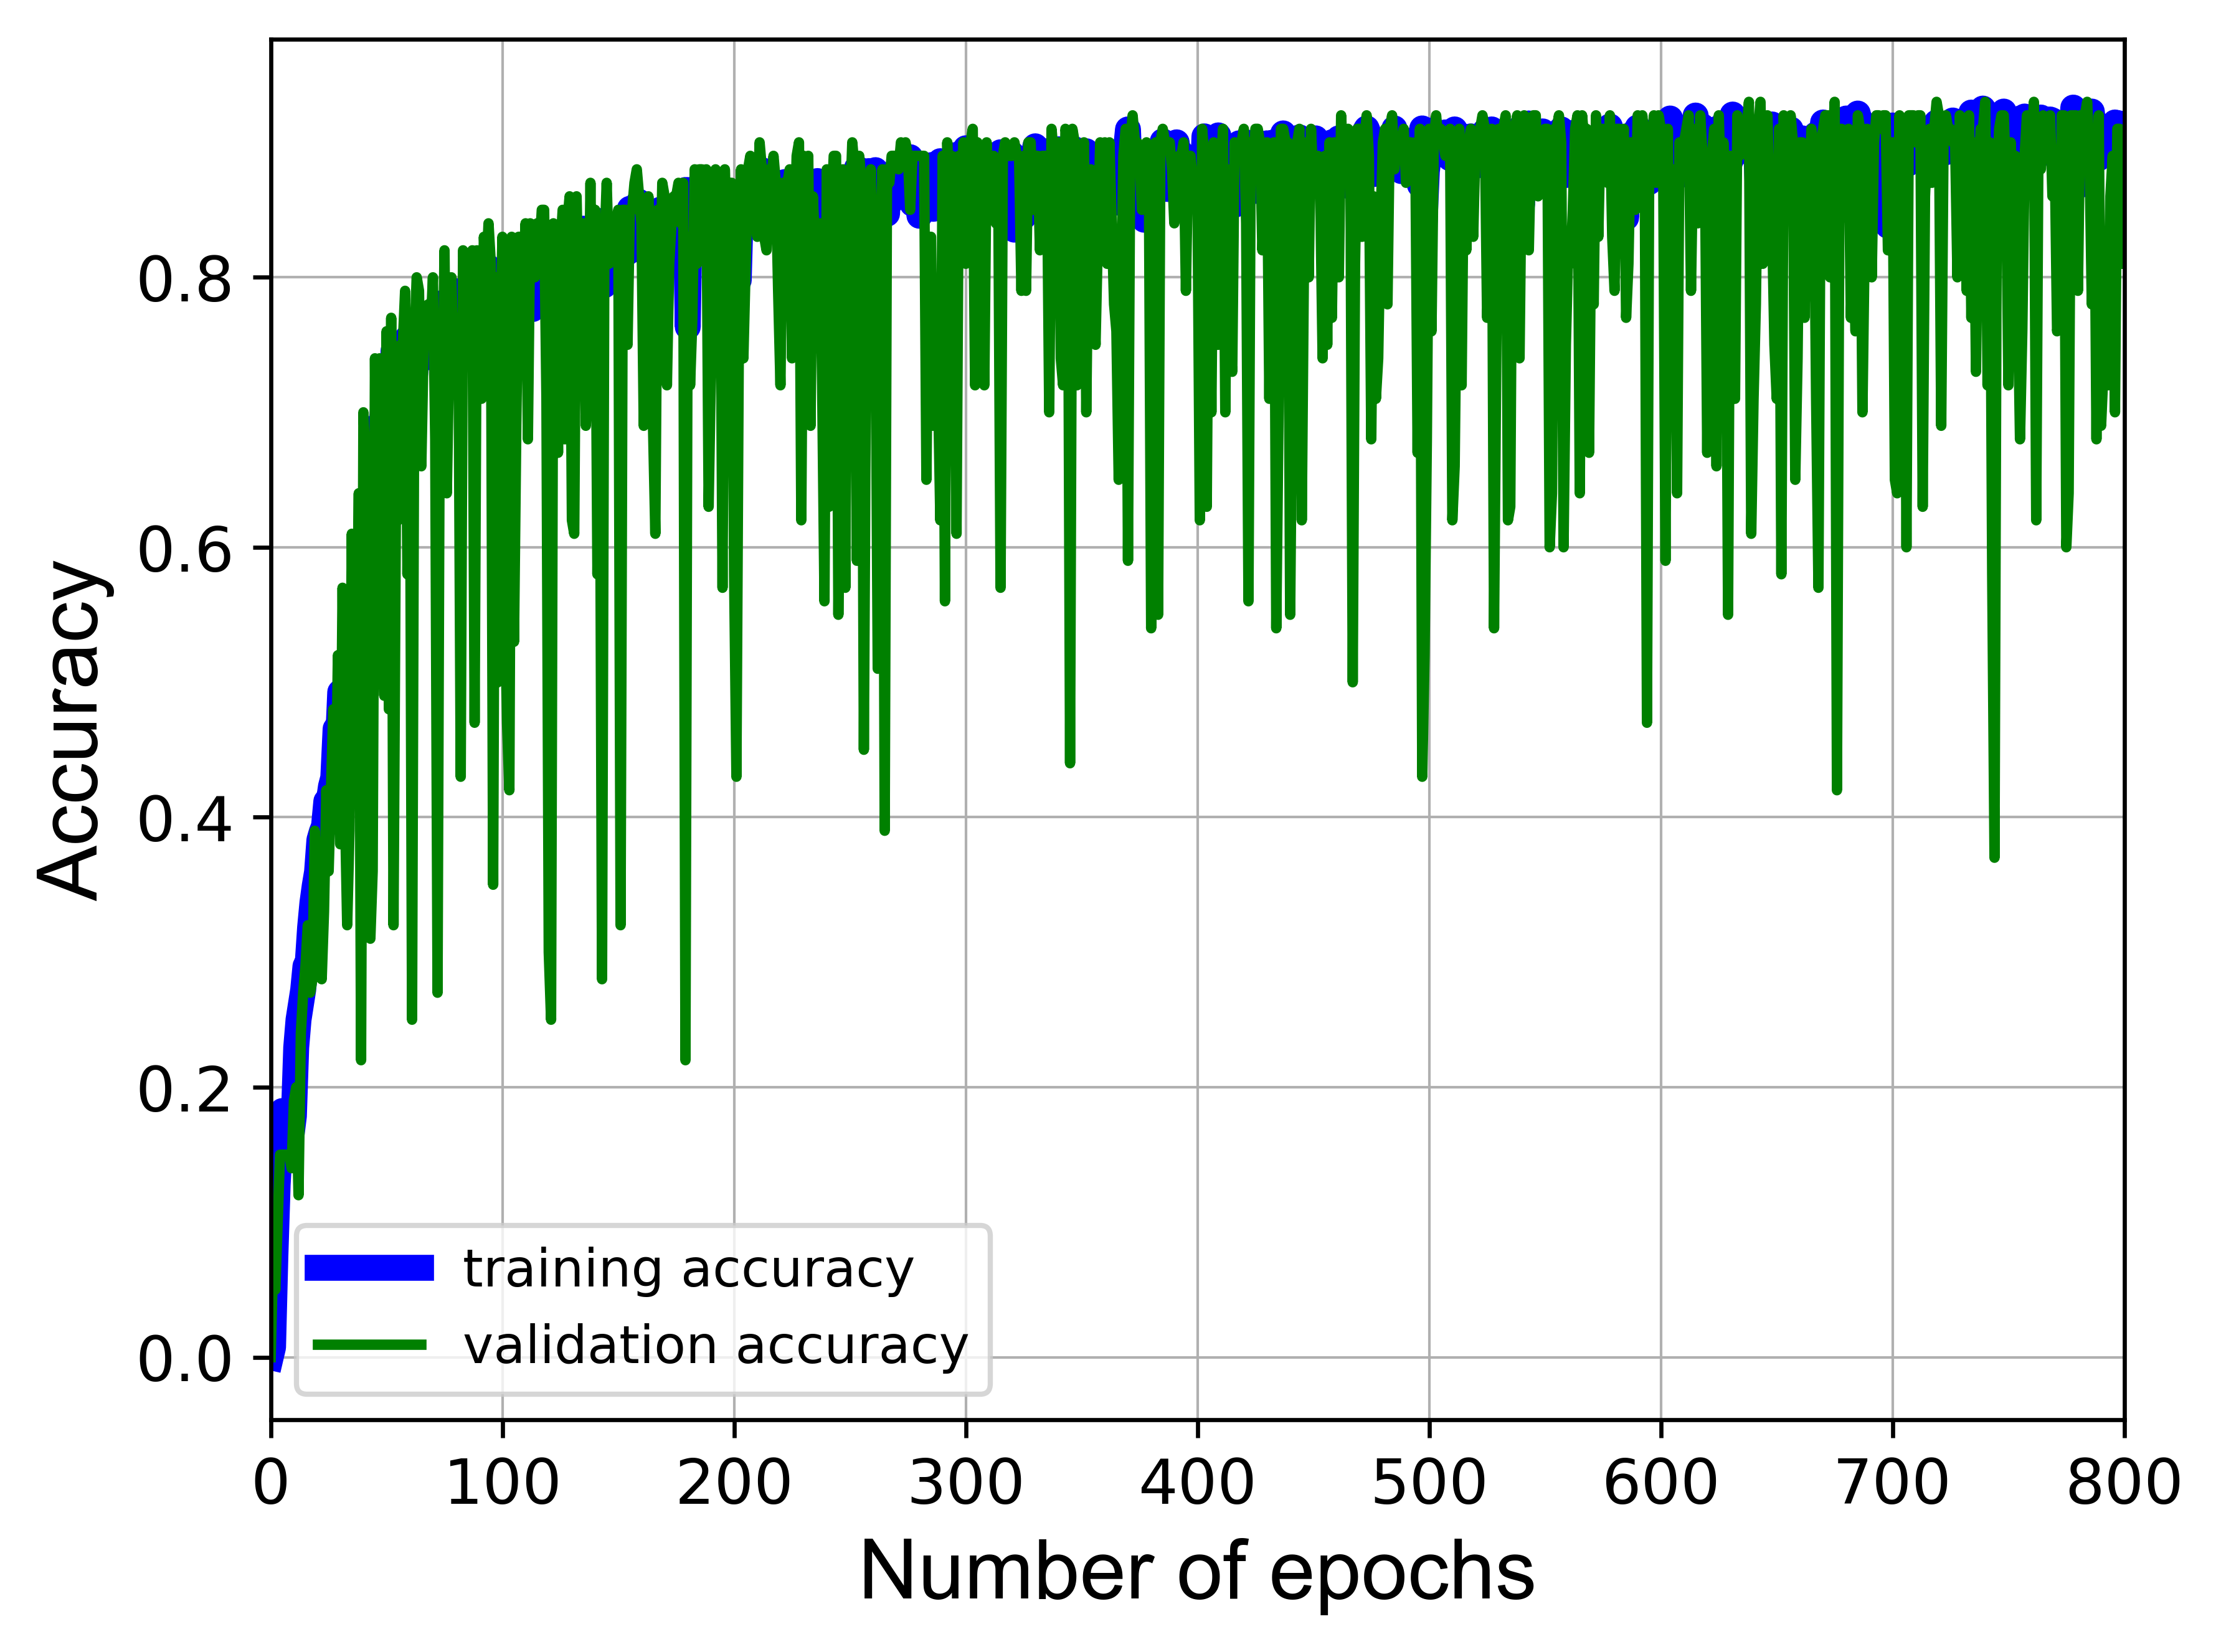 Accuracy
0.8
0.6
0.4
0.2
0.0
training accuracy
validation accuracy
0 100 200 300 400 500 600 700 800
Number of epochs